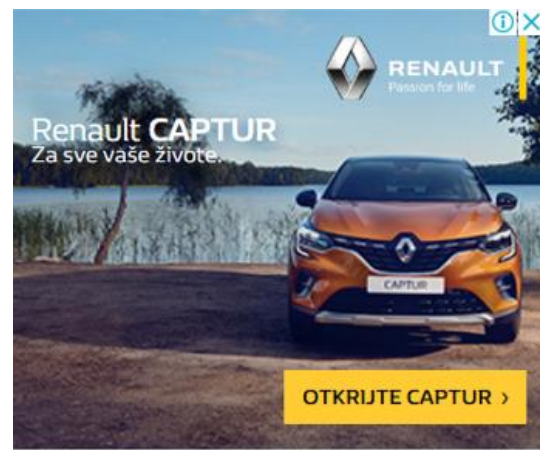 RENAULT
Passion for life
Renault CAPTUR
Za sve vaše živote.
CAPTUR
OTKRIJTE CAPTUR ›